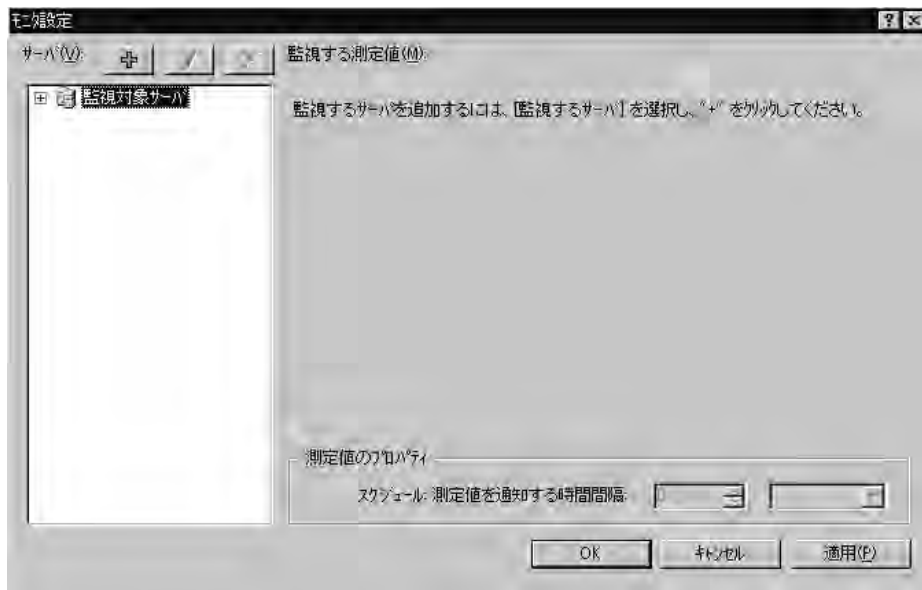 モニタ設定
サーバ(V):
監視する測定値(M):
監視対象サーバ
監視するサーバを追加するには、[監視するサーバ] を選択し、"+" をクリックしてください。
測定値のプロパティ
スケジュール: 測定値を通知する時間間隔:
0
OK
キャンセル
適用(P)